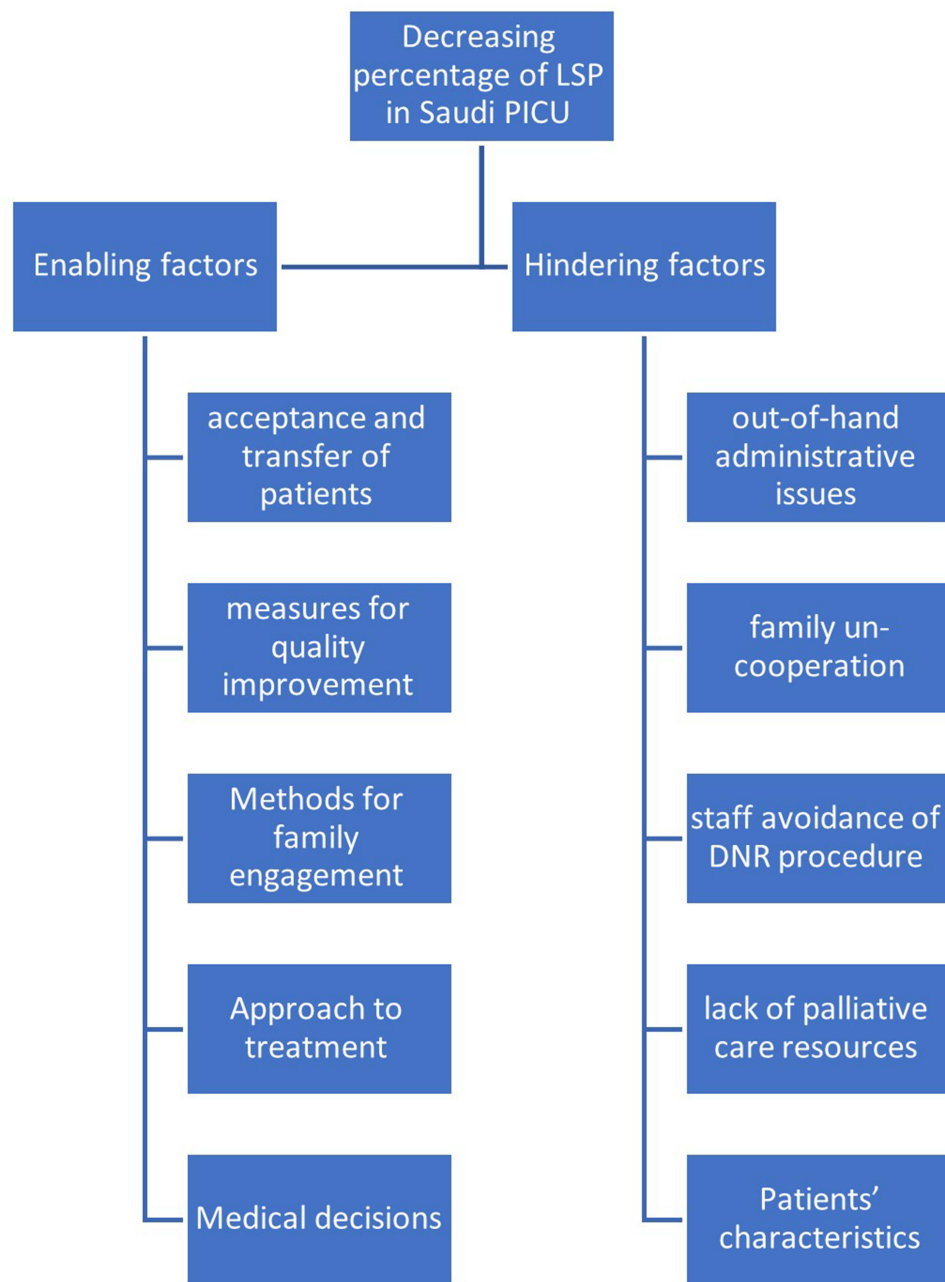 Decreasing
percentage of LSP
in Saudi PICU
Enabling factors
Hindering factors
acceptance and
transfer of
patients
measures for
quality
improvement
Methods for
family
engagement
Approach to
treatment
Medical decisions
out-of-hand
administrative
issues
family un-
cooperation
staff avoidance of
DNR procedure
lack of palliative
care resources
Patients’
characteristics